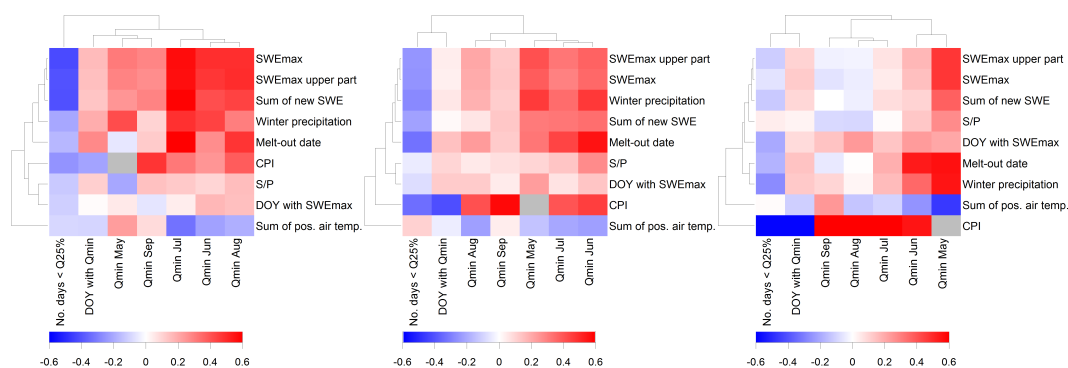 SWEmax
SWEmax upper part
Sum of new SWE
Winter precipitation
Melt-out date
CPI
S/P
DOY with SWEmax
Sum of pos. air temp.
No. days < Q25%
DOY with Qmin
Qmin May
Qmin Sep
Qmin Jul
Qmin Jun
Qmin Aug
-0.6 -0.4 -0.2 0 0.2 0.4 0.6
SWEmax upper part
SWEmax
Winter precipitation
Sum of new SWE
Melt-out date
S/P
DOY with SWEmax
CPI
Sum of pos. air temp.
No. days < Q25%
DOY with Qmin
Qmin Aug
Qmin Sep
Qmin May
Qmin Jul
Qmin Jun
-0.6 -0.4 -0.2 0 0.2 0.4 0.6
SWEmax upper part
SWEmax
Sum of new SWE
S/P
DOY with SWEmax
Melt-out date
Winter precipitation
Sum of pos. air temp.
CPI
No. days < Q25%
DOY with Qmin
Qmin Sep
Qmin Aug
Qmin Jul
Qmin Jun
Qmin May
-0.6 -0.4 -0.2 0 0.2 0.4 0.6